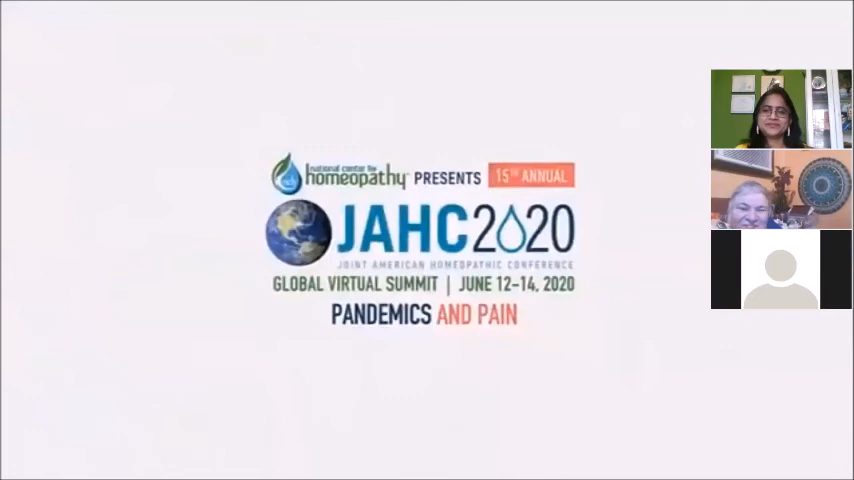 national center for
homeopathy PRESENTS 15TH ANNUAL
JAHC2020
JOINT AMERICAN HOMEOPATHIC CONFERENCE
GLOBAL VIRTUAL SUMMIT | JUNE 12-14, 2020
PANDEMICS AND PAIN